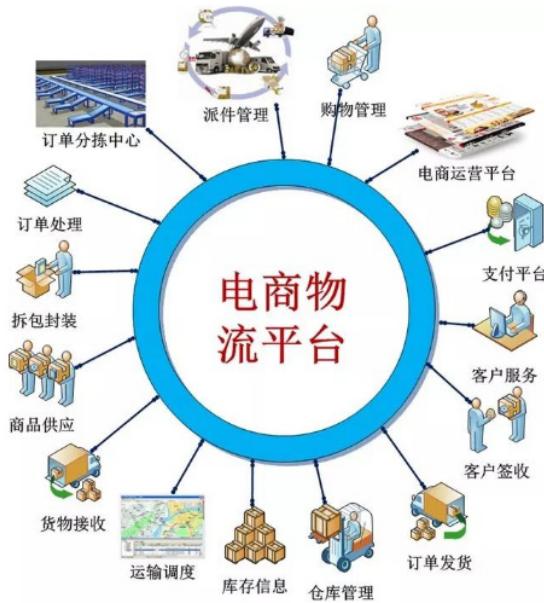 派件管理
购物管理
订单分拣中心
电商运营平台
订单处理
支付平台
拆包封装
电商物
流平台
客户服务
商品供应
客户签收
货物接收
订单发货
运输调度
库存信息
仓库管理